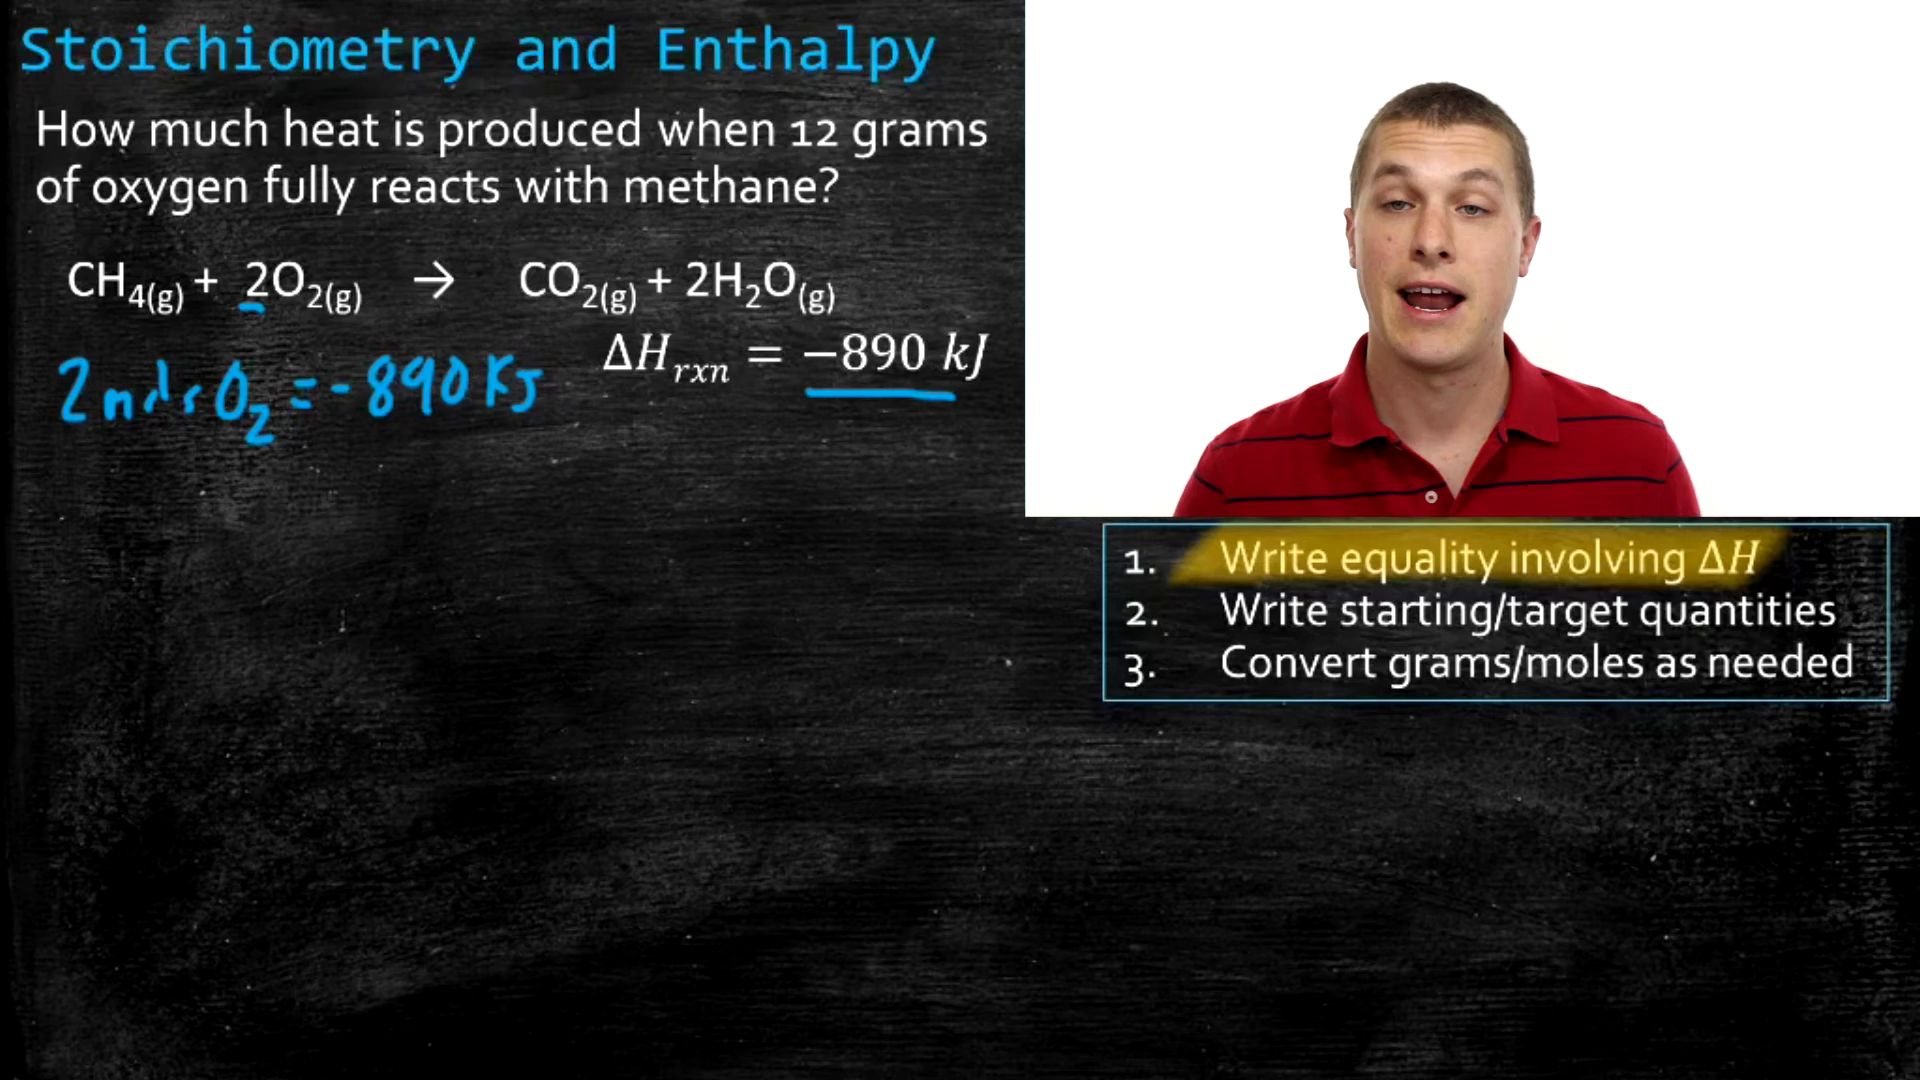 Stoichiometry and Enthalpy
How much heat is produced when 12 grams
of oxygen fully reacts with methane?
CH₄₍g₎ + 2O₂₍g₎ → CO₂₍g₎ + 2H₂O₍g₎
ΔH_rxn = −890 kJ
2 mols O₂ = -890 KJ
1. Write equality involving ΔH
2. Write starting/target quantities
3. Convert grams/moles as needed